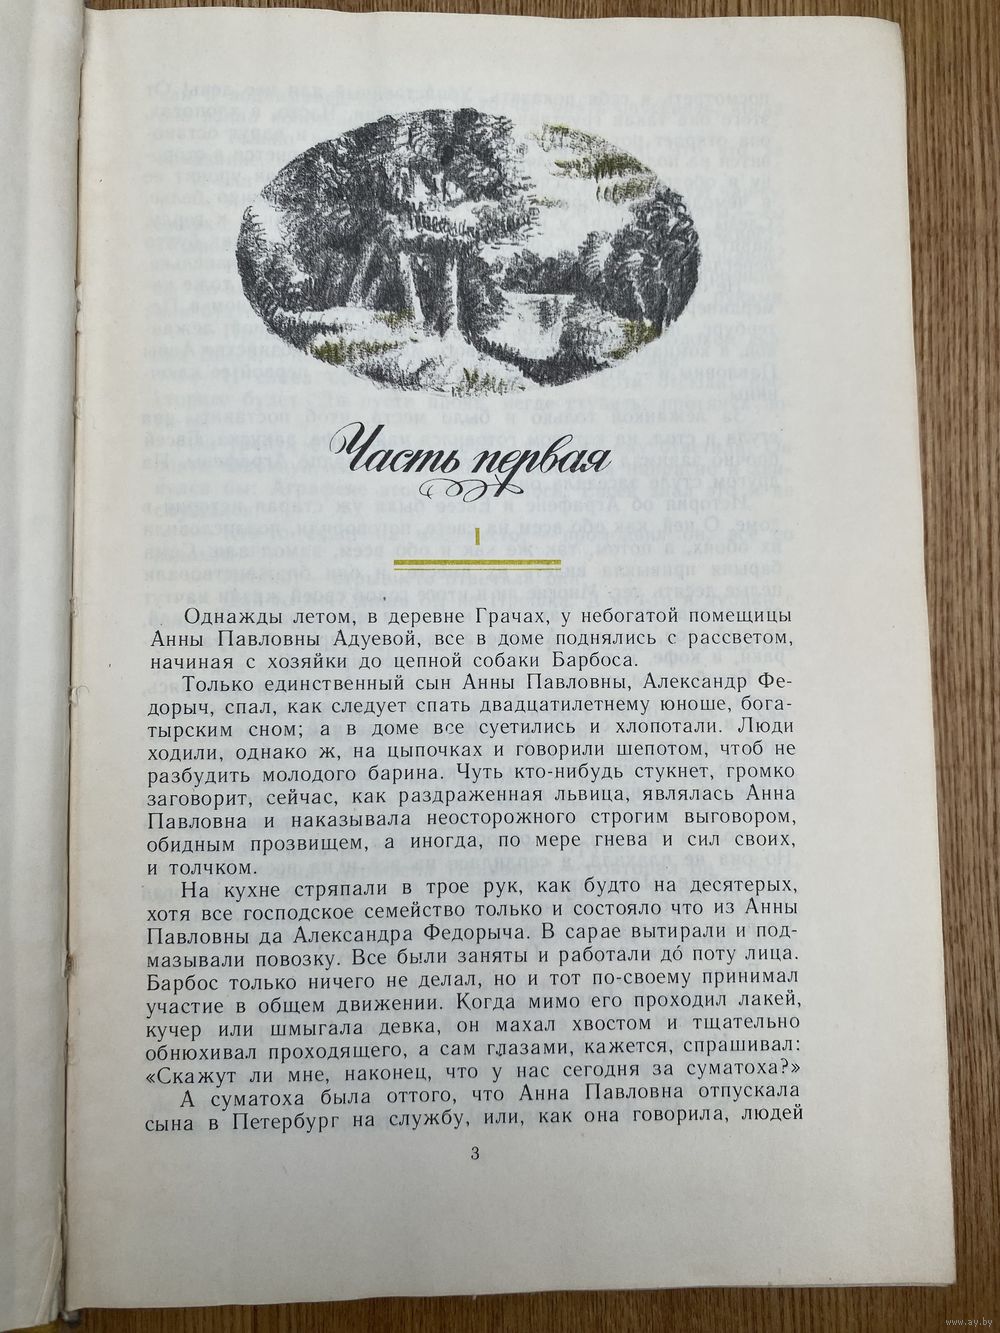 Часть первая
I
Однажды летом, в деревне Грачах, у небогатой помещицы
Анны Павловны Адуевой, все в доме поднялись с рассветом,
начиная с хозяйки до цепной собаки Барбоса.
Только единственный сын Анны Павловны, Александр Фе-
дорыч, спал, как следует спать двадцатилетнему юноше, бога-
тырским сном; а в доме все суетились и хлопотали. Люди
ходили, однако ж, на цыпочках и говорили шепотом, чтоб не
разбудить молодого барина. Чуть кто-нибудь стукнет, громко
заговорит, сейчас, как раздраженная львица, являлась Анна
Павловна и наказывала неосторожного строгим выговором,
обидным прозвищем, а иногда, по мере гнева и сил своих,
и толчком.
На кухне стряпали в трое рук, как будто на десятерых,
хотя все господское семейство только и состояло что из Анны
Павловны да Александра Федорыча. В сарае вытирали и под-
мазывали повозку. Все были заняты и работали до́ поту лица.
Барбос только ничего не делал, но и тот по-своему принимал
участие в общем движении. Когда мимо его проходил лакей,
кучер или шмыгала девка, он махал хвостом и тщательно
обнюхивал проходящего, а сам глазами, кажется, спрашивал:
«Скажут ли мне, наконец, что у нас сегодня за суматоха?»
А суматоха была оттого, что Анна Павловна отпускала
сына в Петербург на службу, или, как она говорила, людей
3
www.ay.by